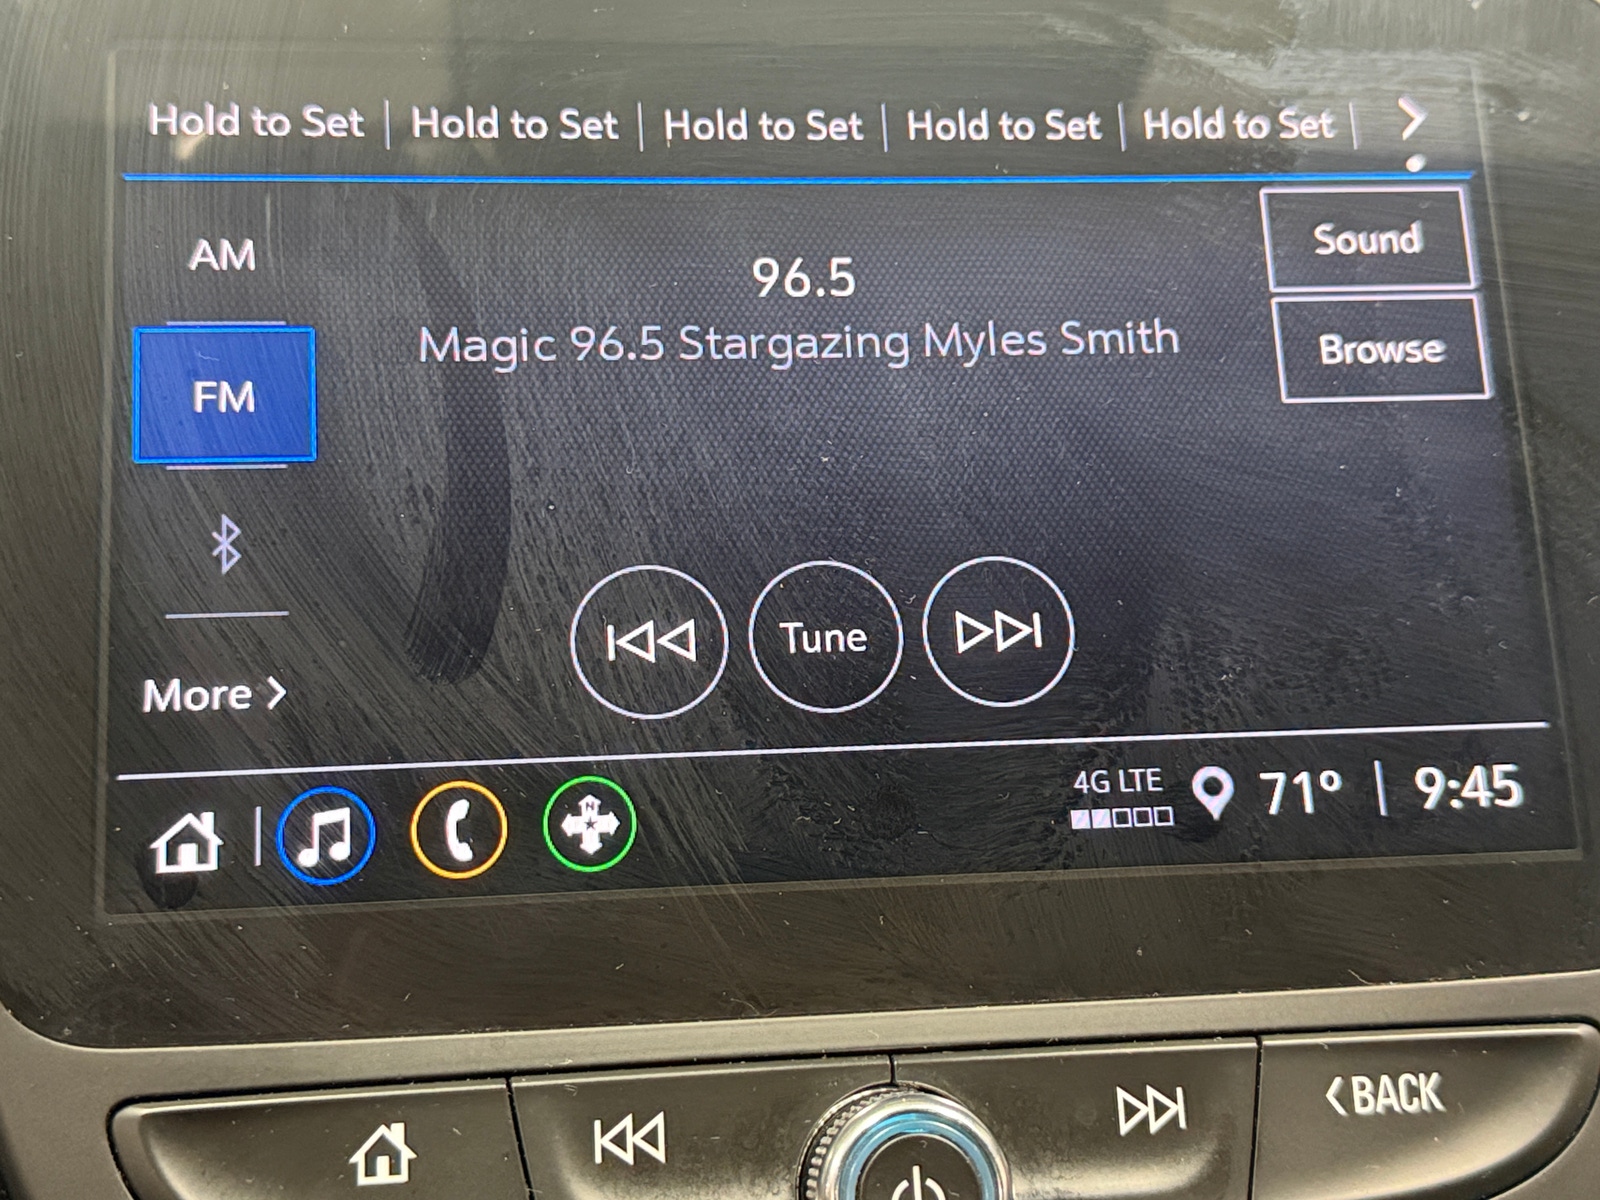 Hold to Set | Hold to Set | Hold to Set | Hold to Set | Hold to Set |
AM
FM
More
96.5
Magic 96.5 Stargazing Myles Smith
Sound
Browse
Tune
N
4G LTE
71° | 9:45
BACK